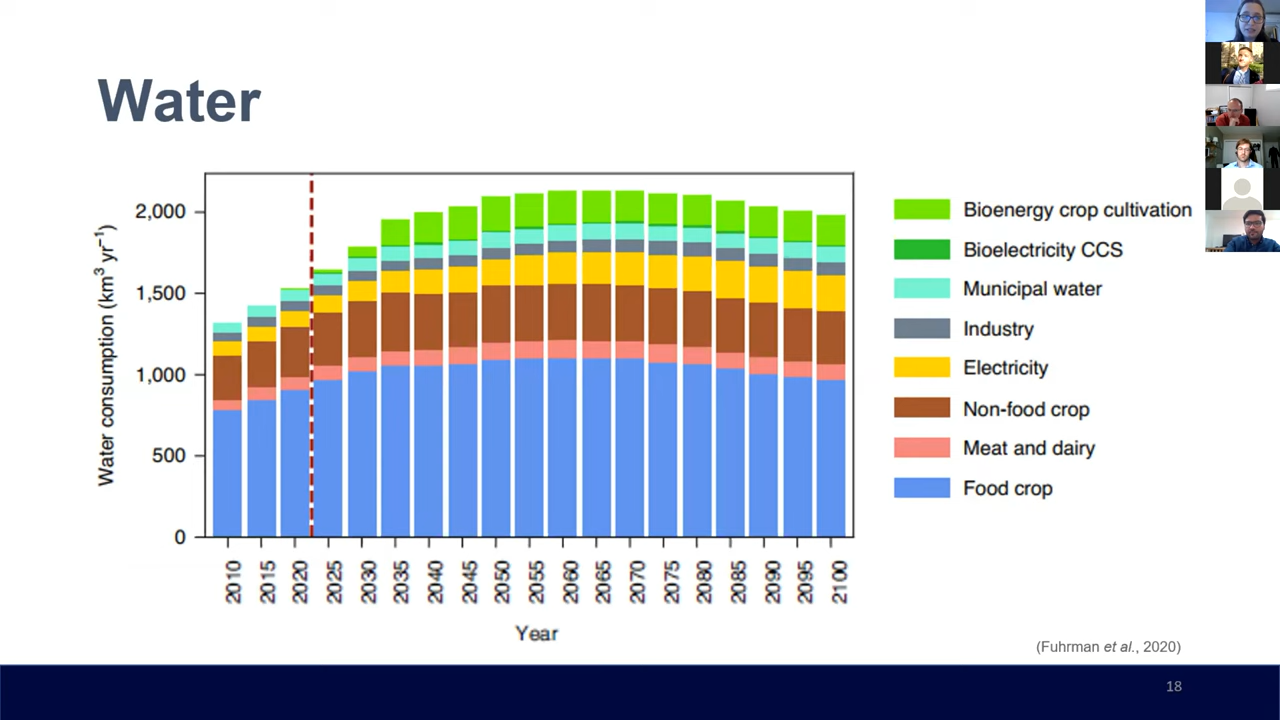 Water
Water consumption (km³ yr⁻¹)
2,000
1,500
1,000
500
0
2010
2015
2020
2025
2030
2035
2040
2045
2050
2055
2060
2065
2070
2075
2080
2085
2090
2095
2100
Year
Bioenergy crop cultivation
Bioelectricity CCS
Municipal water
Industry
Electricity
Non-food crop
Meat and dairy
Food crop
(Fuhrman et al., 2020)
18